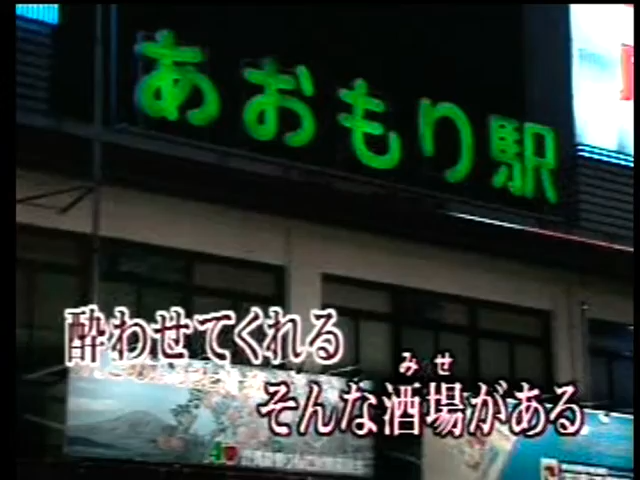 あおもり駅
酔わせてくれる
みせ
そんな酒場がある